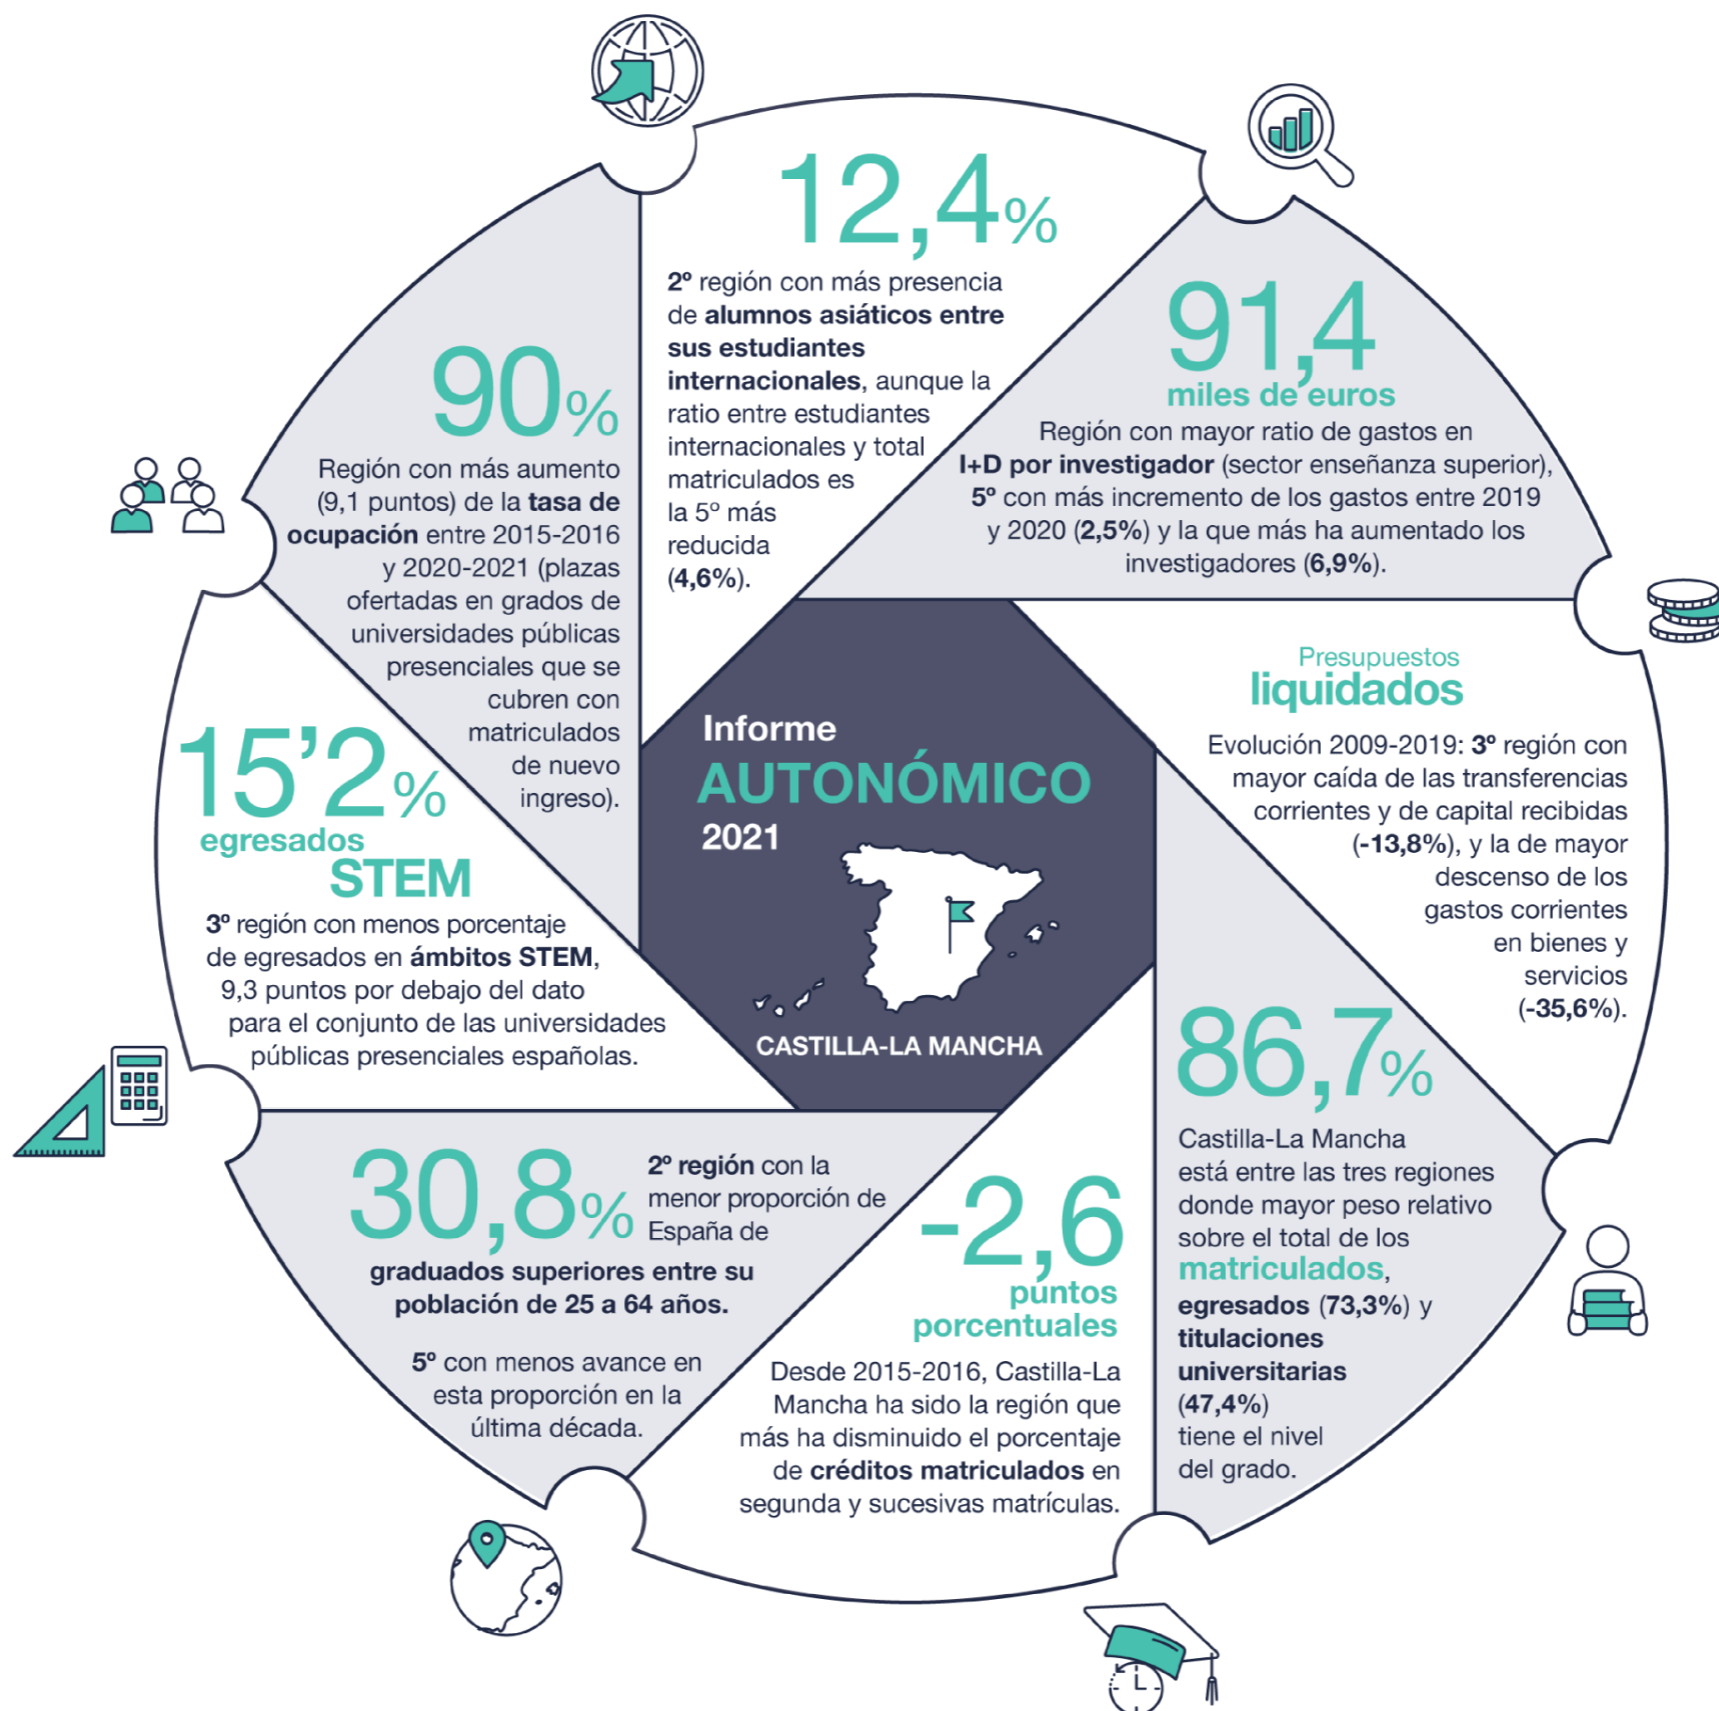 12,4%
2º región con más presencia
de alumnos asiáticos entre
sus estudiantes
internacionales, aunque la
ratio entre estudiantes
internacionales y total
matriculados es
la 5º más
reducida
(4,6%).
91,4
miles de euros
Región con mayor ratio de gastos en
I+D por investigador (sector enseñanza superior),
5º con más incremento de los gastos entre 2019
y 2020 (2,5%) y la que más ha aumentado los
investigadores (6,9%).
Presupuestos
liquidados
Evolución 2009-2019: 3º región con
mayor caída de las transferencias
corrientes y de capital recibidas
(-13,8%), y la de mayor
descenso de los
gastos corrientes
en bienes y
servicios
(-35,6%).
86,7%
Castilla-La Mancha
está entre las tres regiones
donde mayor peso relativo
sobre el total de los
matriculados,
egresados (73,3%) y
titulaciones
universitarias
(47,4%)
tiene el nivel
del grado.
-2,6
puntos
porcentuales
Desde 2015-2016, Castilla-La
Mancha ha sido la región que
más ha disminuido el porcentaje
de créditos matriculados en
segunda y sucesivas matrículas.
30,8%
2º región con la
menor proporción de
España de
graduados superiores entre su
población de 25 a 64 años.
5º con menos avance en
esta proporción en la
última década.
15’2%
egresados
STEM
3º región con menos porcentaje
de egresados en ámbitos STEM,
9,3 puntos por debajo del dato
para el conjunto de las universidades
públicas presenciales españolas.
90%
Región con más aumento
(9,1 puntos) de la tasa de
ocupación entre 2015-2016
y 2020-2021 (plazas
ofertadas en grados de
universidades públicas
presenciales que se
cubren con
matriculados
de nuevo
ingreso).
Informe
AUTONÓMICO
2021
CASTILLA-LA MANCHA